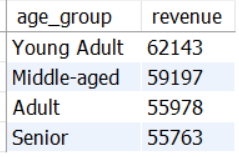 age_group revenue
Young Adult 62143
Middle-aged 59197
Adult 55978
Senior 55763